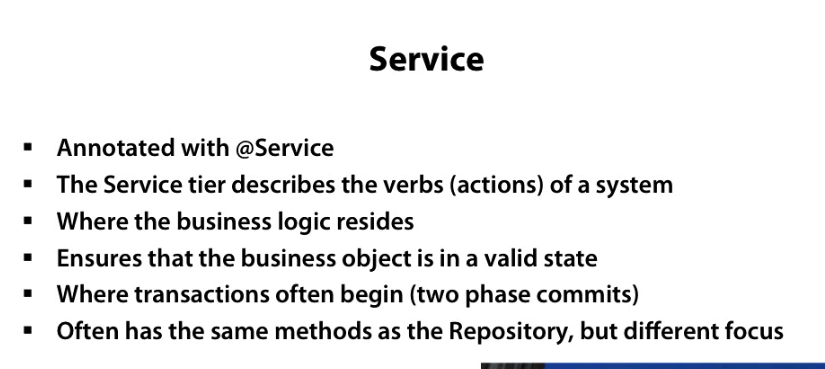 Service
▪ Annotated with @Service
▪ The Service tier describes the verbs (actions) of a system
▪ Where the business logic resides
▪ Ensures that the business object is in a valid state
▪ Where transactions often begin (two phase commits)
▪ Often has the same methods as the Repository, but different focus